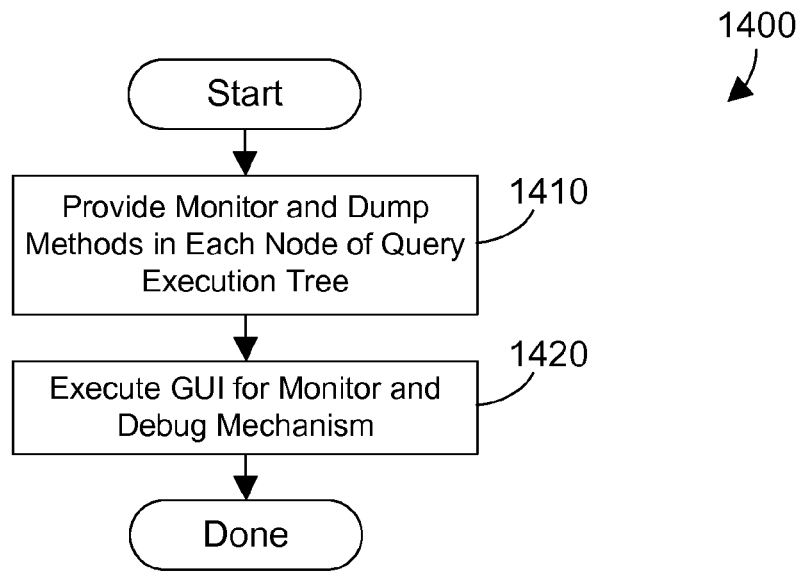 1400
Start
Provide Monitor and Dump
Methods in Each Node of Query
Execution Tree
1410
Execute GUI for Monitor and
Debug Mechanism
1420
Done